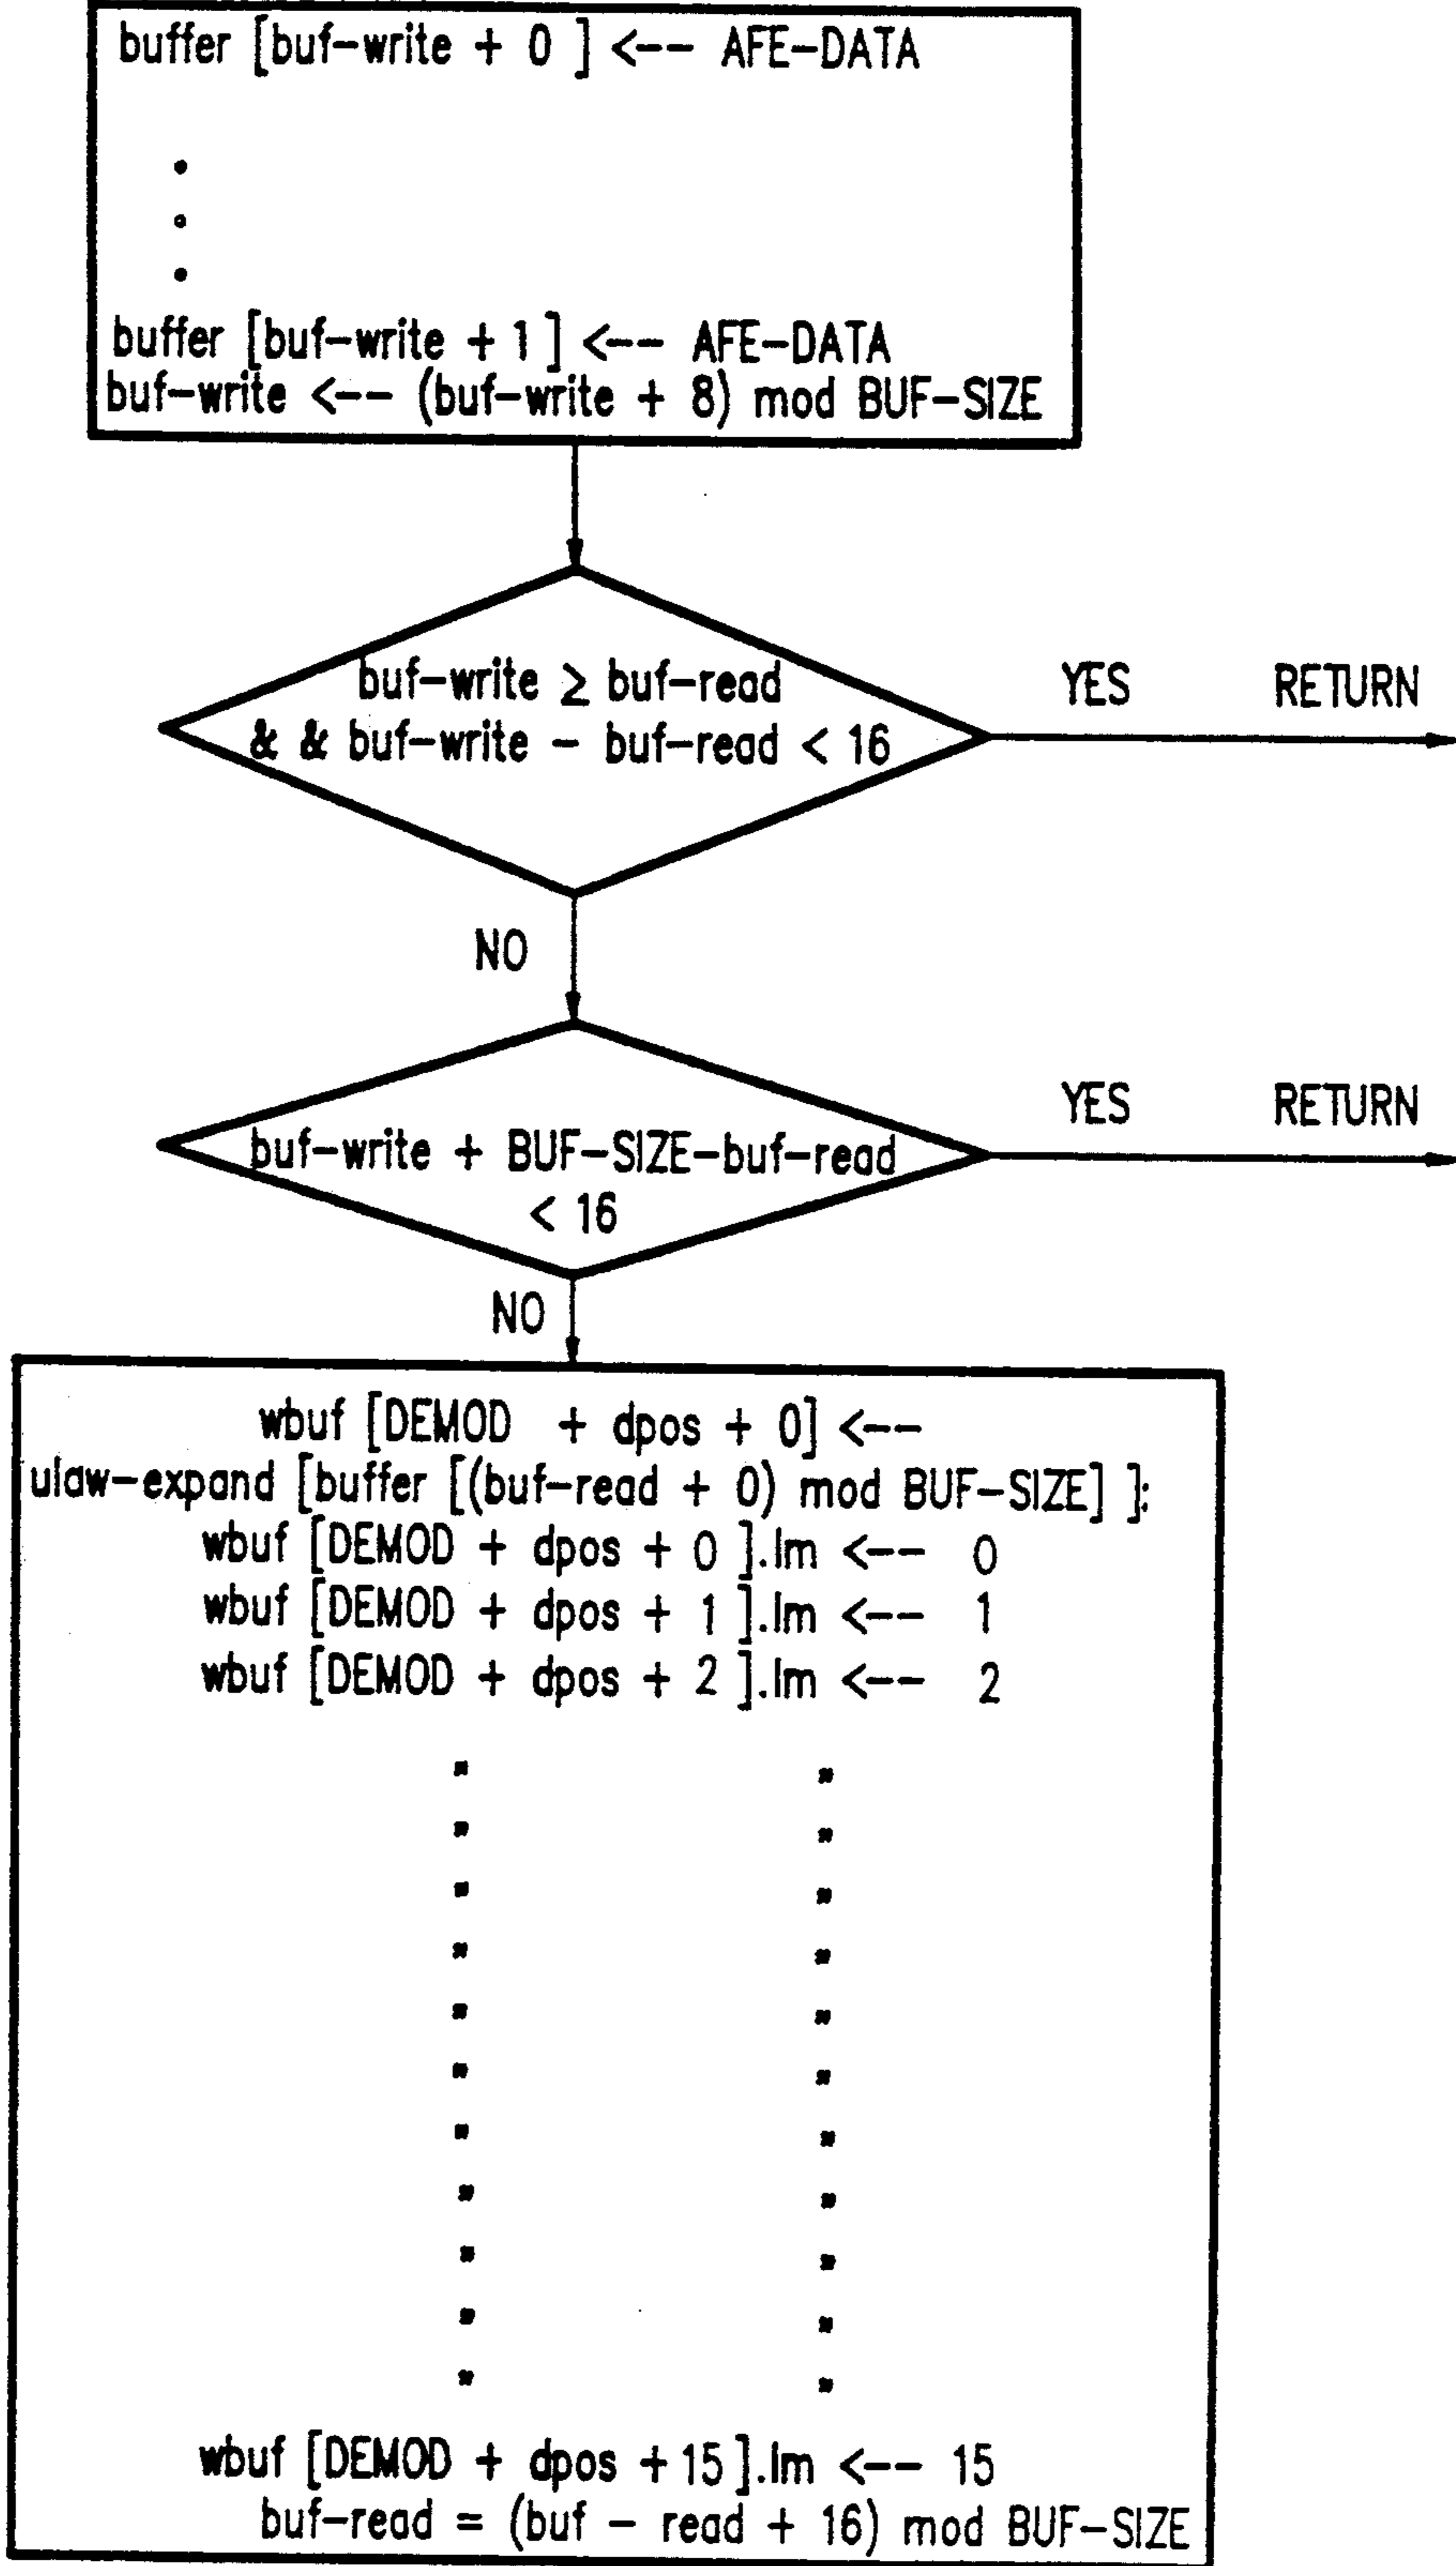 buffer [buf-write + 0 ] <-- AFE-DATA
.
.
.
buffer [buf-write + 1 ] <-- AFE-DATA
buf-write <-- (buf-write + 8) mod BUF-SIZE
buf-write ≥ buf-read
& & buf-write - buf-read < 16
YES RETURN
NO
buf-write + BUF-SIZE-buf-read
< 16
YES RETURN
NO
wbuf [DEMOD + dpos + 0] <--
ulaw-expand [buffer [(buf-read + 0) mod BUF-SIZE] ]:
wbuf [DEMOD + dpos + 0 ].Im <-- 0
wbuf [DEMOD + dpos + 1 ].Im <-- 1
wbuf [DEMOD + dpos + 2 ].Im <-- 2
" "
" "
" "
" "
" "
" "
" "
" "
" "
" "
" "
wbuf [DEMOD + dpos + 15 ].Im <-- 15
buf-read = (buf - read + 16) mod BUF-SIZE